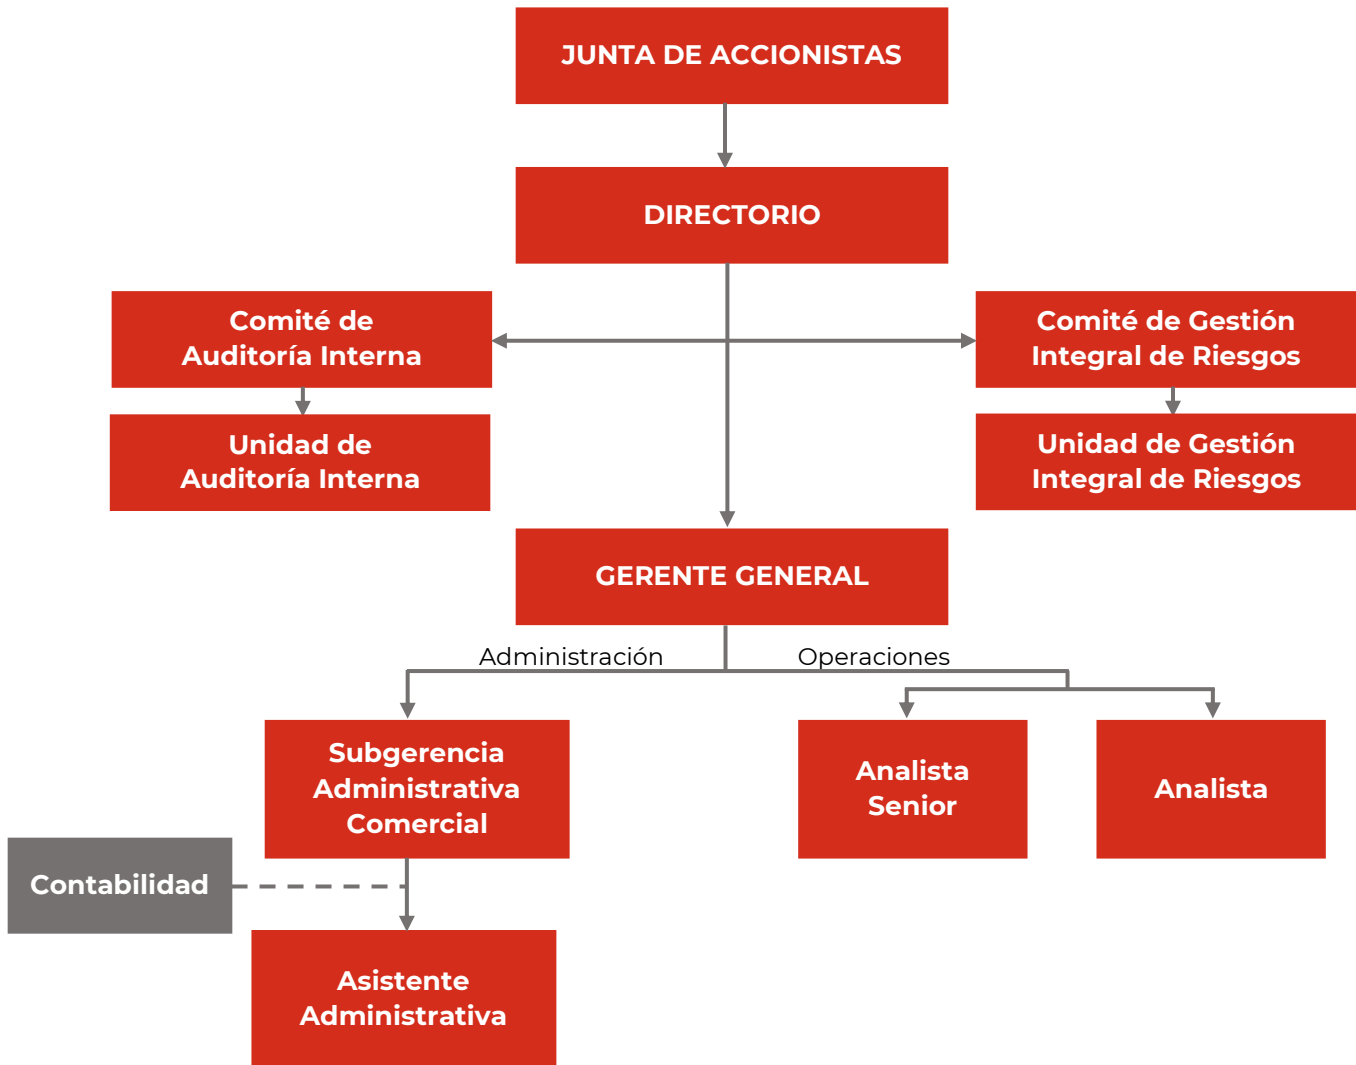 JUNTA DE ACCIONISTAS
DIRECTORIO
Comité de
Auditoría Interna
Comité de Gestión
Integral de Riesgos
Unidad de
Auditoría Interna
Unidad de Gestión
Integral de Riesgos
GERENTE GENERAL
Administración
Operaciones
Subgerencia
Administrativa
Comercial
Analista
Senior
Analista
Contabilidad
Asistente
Administrativa